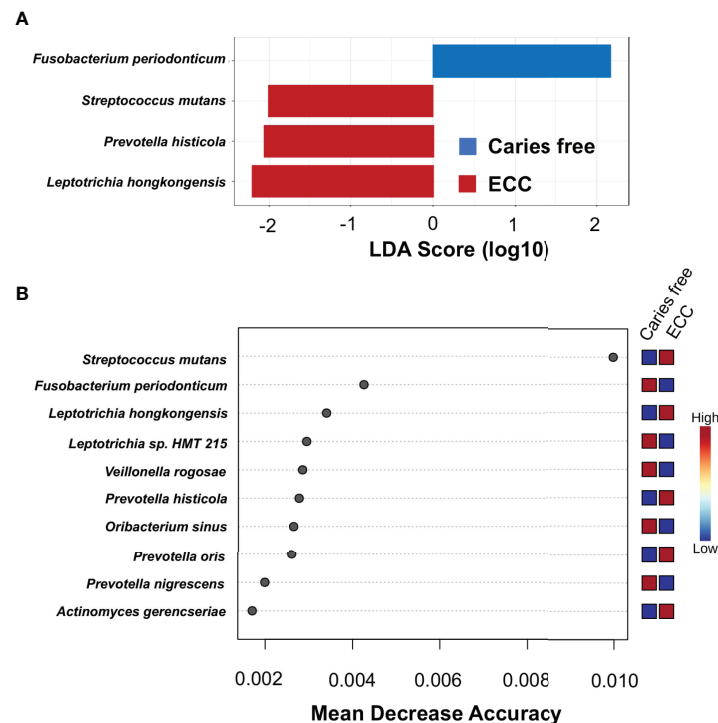 A
Fusobacterium periodonticum
Streptococcus mutans
Prevotella histicola
Leptotrichia hongkongensis
Caries free
ECC
-2 -1 0 1 2
LDA Score (log10)
B
Caries free
ECC
Streptococcus mutans
Fusobacterium periodonticum
Leptotrichia hongkongensis
Leptotrichia sp. HMT 215
Veillonella rogosae
Prevotella histicola
Oribacterium sinus
Prevotella oris
Prevotella nigrescens
Actinomyces gerencseriae
High
Low
0.002 0.004 0.006 0.008 0.010
Mean Decrease Accuracy